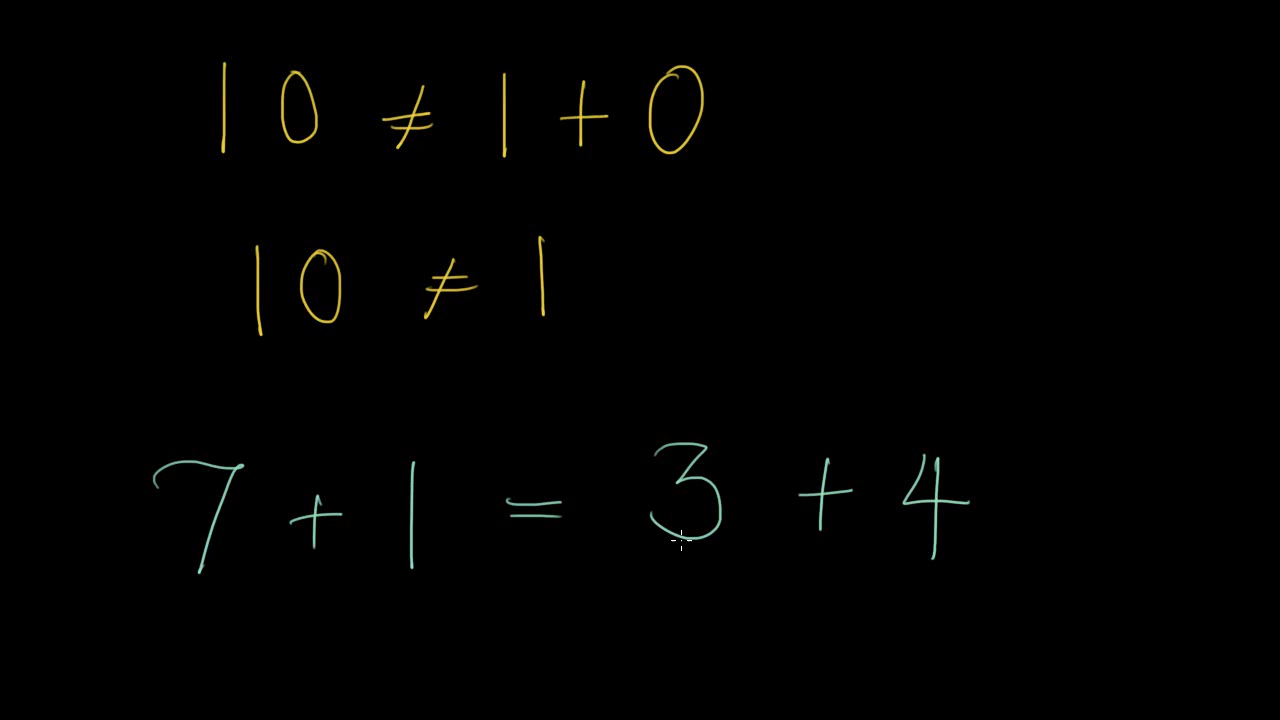 10 ≠ 1 + 0
10 ≠ 1
7 + 1 = 3 + 4